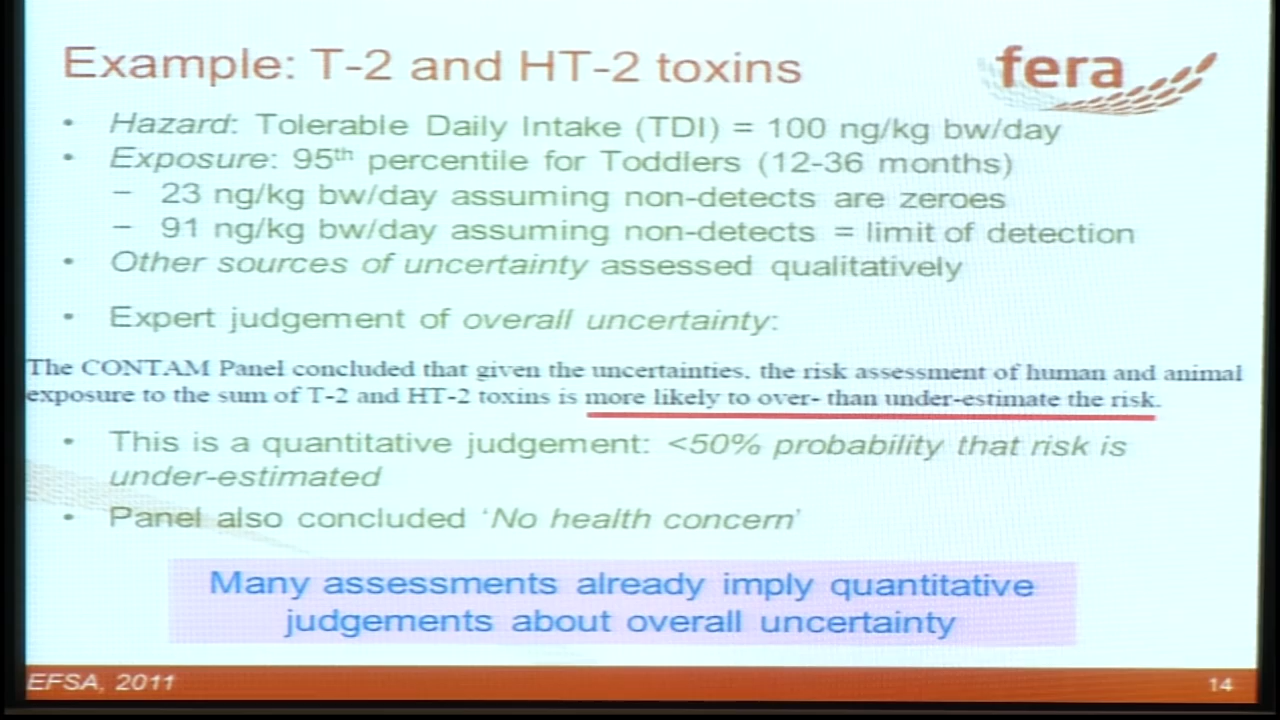 Example: T-2 and HT-2 toxins
fera
• Hazard: Tolerable Daily Intake (TDI) = 100 ng/kg bw/day
• Exposure: 95th percentile for Toddlers (12-36 months)
– 23 ng/kg bw/day assuming non-detects are zeroes
– 91 ng/kg bw/day assuming non-detects = limit of detection
• Other sources of uncertainty assessed qualitatively
• Expert judgement of overall uncertainty:
The CONTAM Panel concluded that given the uncertainties, the risk assessment of human and animal
exposure to the sum of T-2 and HT-2 toxins is more likely to over- than under-estimate the risk.
• This is a quantitative judgement: <50% probability that risk is
under-estimated
• Panel also concluded ‘No health concern’
Many assessments already imply quantitative
judgements about overall uncertainty
EFSA, 2011
14